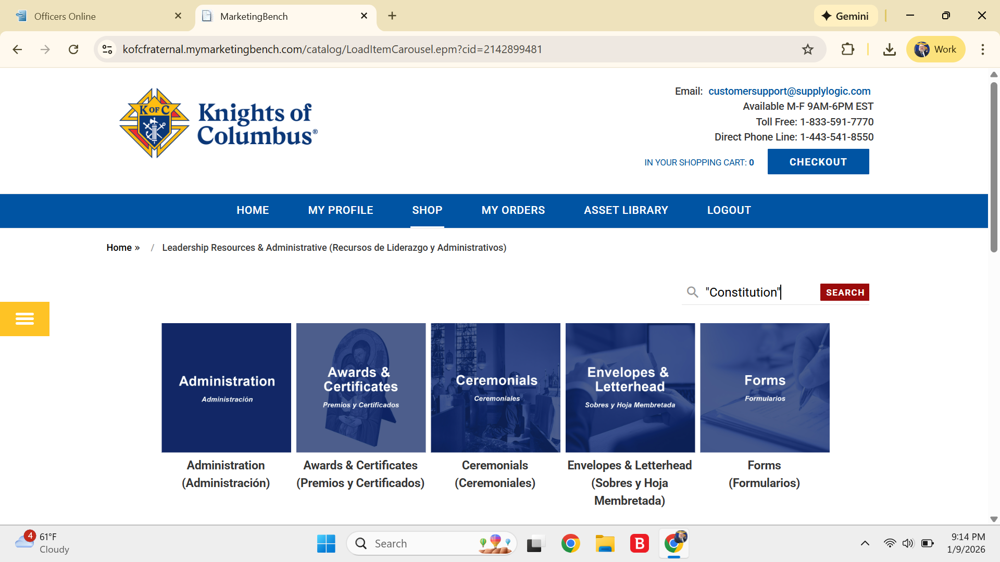 Officers Online
MarketingBench
Gemini
kofcfraternal.mymarketingbench.com/catalog/LoadItemCarousel.epm?cid=2142899481
Work
K OF C
Knights of
Columbus®
Email: customersupport@supplylogic.com
Available M-F 9AM-6PM EST
Toll Free: 1-833-591-7770
Direct Phone Line: 1-443-541-8550
IN YOUR SHOPPING CART: 0
CHECKOUT
HOME MY PROFILE SHOP MY ORDERS ASSET LIBRARY LOGOUT
Home » / Leadership Resources & Administrative (Recursos de Liderazgo y Administrativos)
"Constitution"
SEARCH
Administration
Administración
Awards &
Certificates
Premios y Certificados
Ceremonials
Ceremoniales
Envelopes &
Letterhead
Sobres y Hoja Membretada
Forms
Formularios
Administration
(Administración)
Awards & Certificates
(Premios y Certificados)
Ceremonials
(Ceremoniales)
Envelopes & Letterhead
(Sobres y Hoja
Membretada)
Forms
(Formularios)
4
61°F
Cloudy
Search
B
9:14 PM
1/9/2026